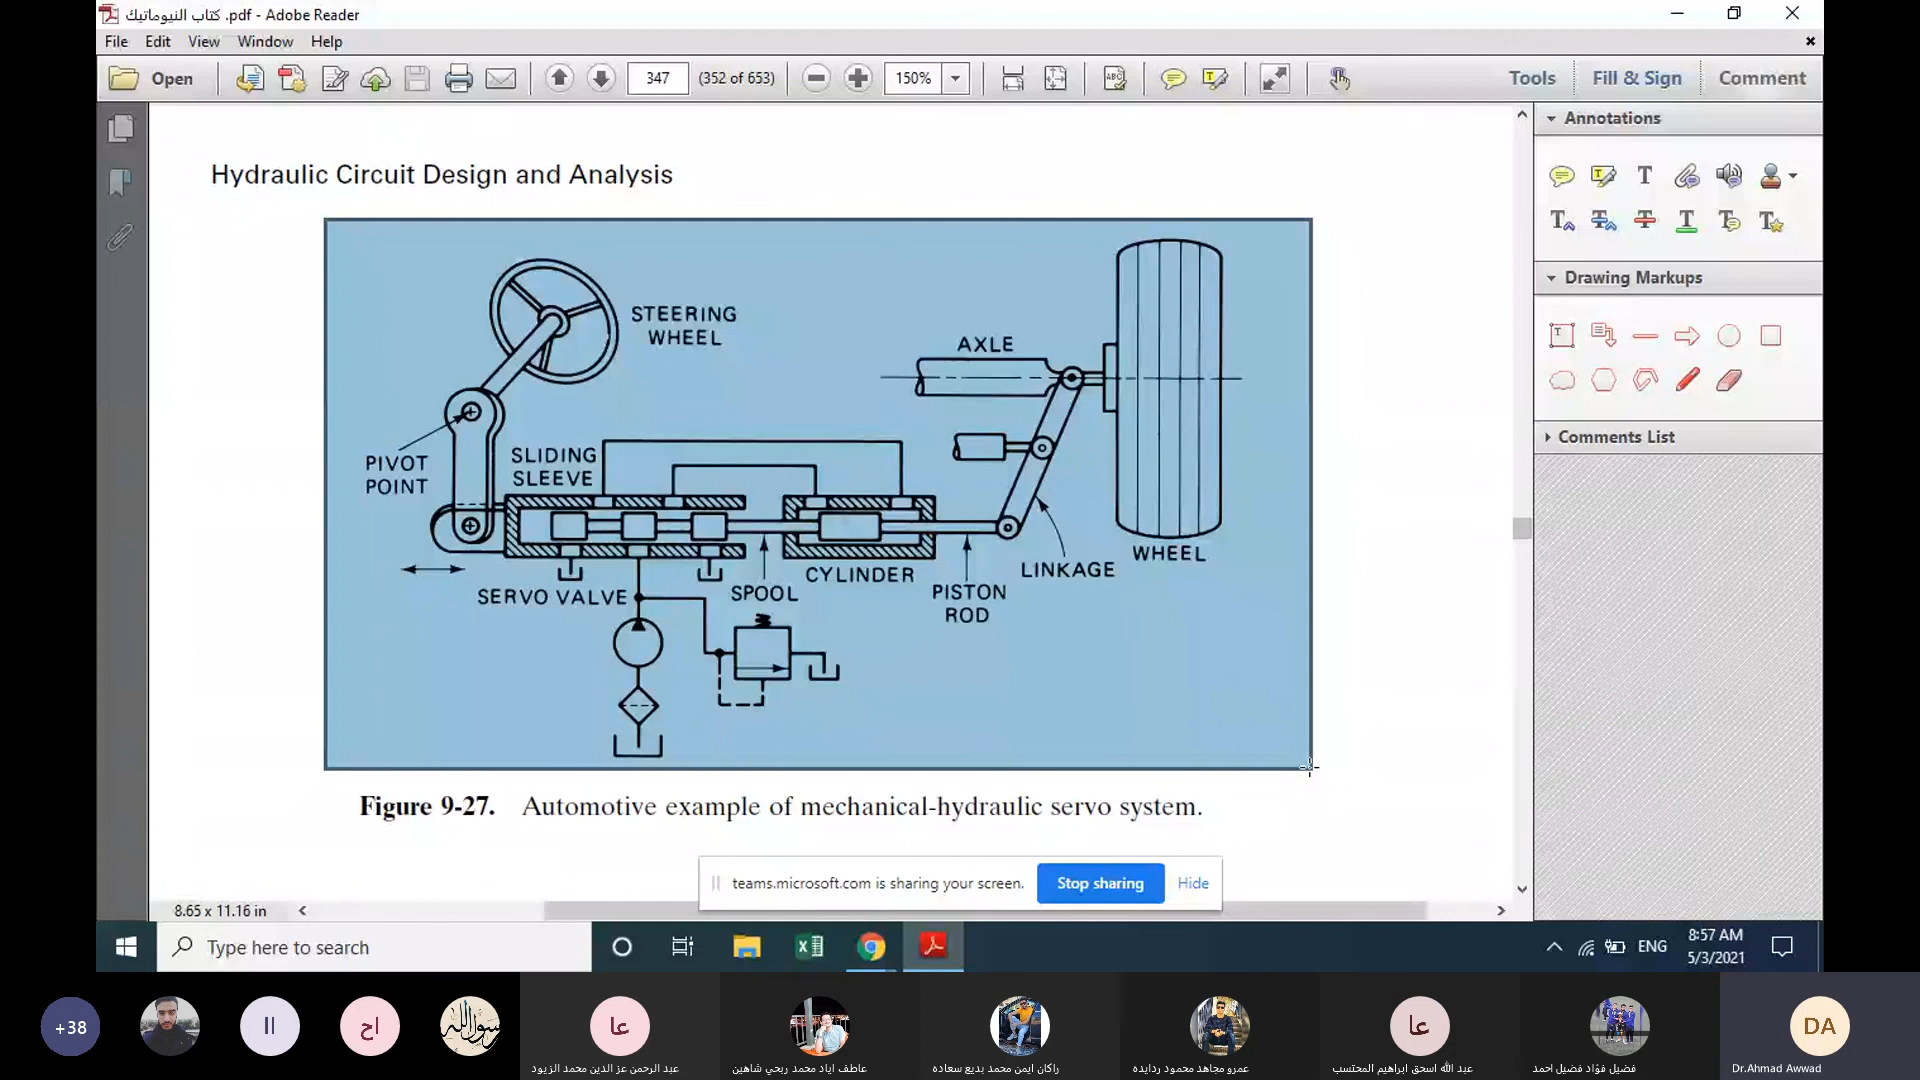 كتاب النيوماتيك .pdf - Adobe Reader
File Edit View Window Help
Open 347 (352 of 653) 150% Tools Fill & Sign Comment
Annotations
Drawing Markups
Comments List
Hydraulic Circuit Design and Analysis
STEERING
WHEEL
AXLE
PIVOT
POINT
SLIDING
SLEEVE
SERVO VALVE
SPOOL
CYLINDER
PISTON
ROD
LINKAGE
WHEEL
Figure 9-27. Automotive example of mechanical-hydraulic servo system.
teams.microsoft.com is sharing your screen. Stop sharing Hide
8.65 x 11.16 in
Type here to search
ENG
8:57 AM
5/3/2021
+38
اا
اح
عا
عا
DA
عبد الرحمن عز الدين محمد الزيود
عاطف اياد محمد ربحي شاهين
راكان ايمن محمد بديع سعاده
عمرو مجاهد محمود ردايده
عبد الله اسحق ابراهيم المحتسب
فضيل فؤاد فضيل احمد
Dr.Ahmad Awwad